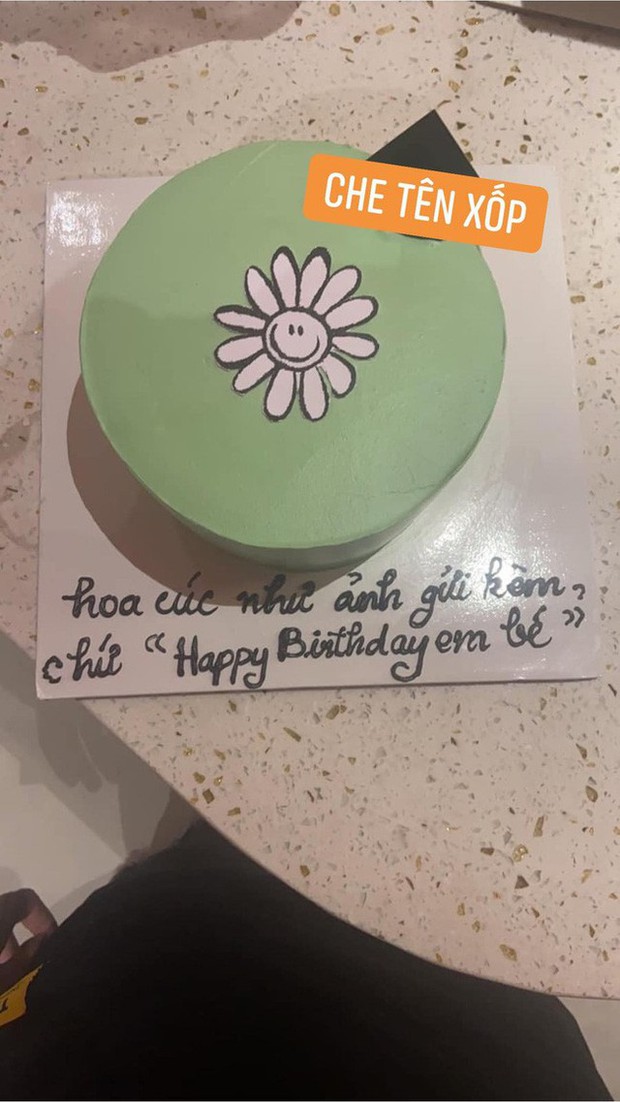 CHE TÊN XỐP
hoa cúc như ảnh gửi kèm,
chữ “Happy Birthday em bé”